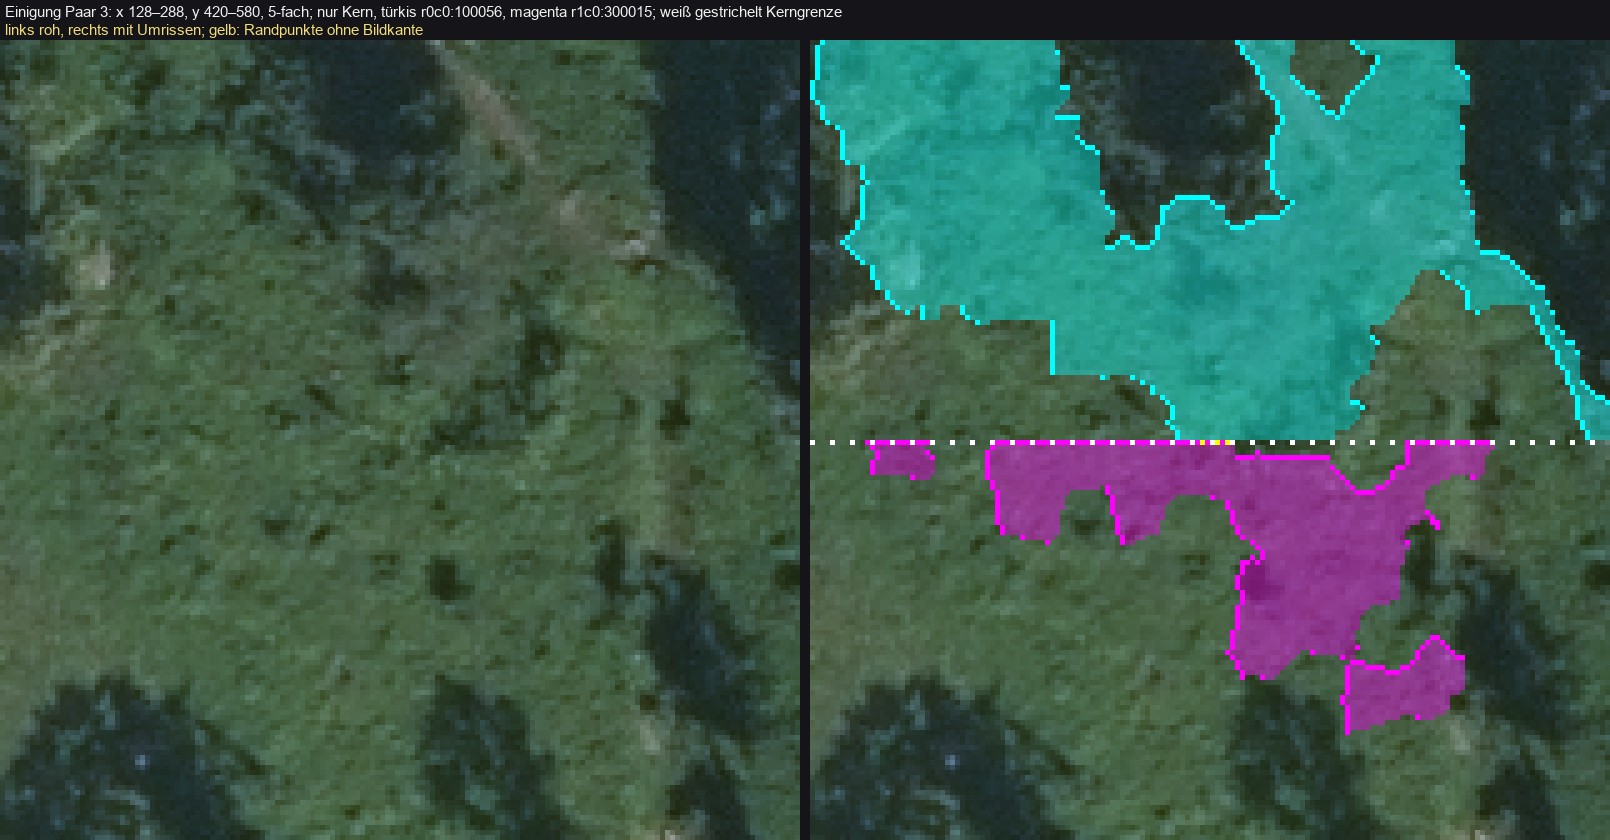 Einigung Paar 3: x 128–288, y 420–580, 5-fach; nur Kern, türkis r0c0:100056, magenta r1c0:300015; weiß gestrichelt Kerngrenze
links roh, rechts mit Umrissen; gelb: Randpunkte ohne Bildkante